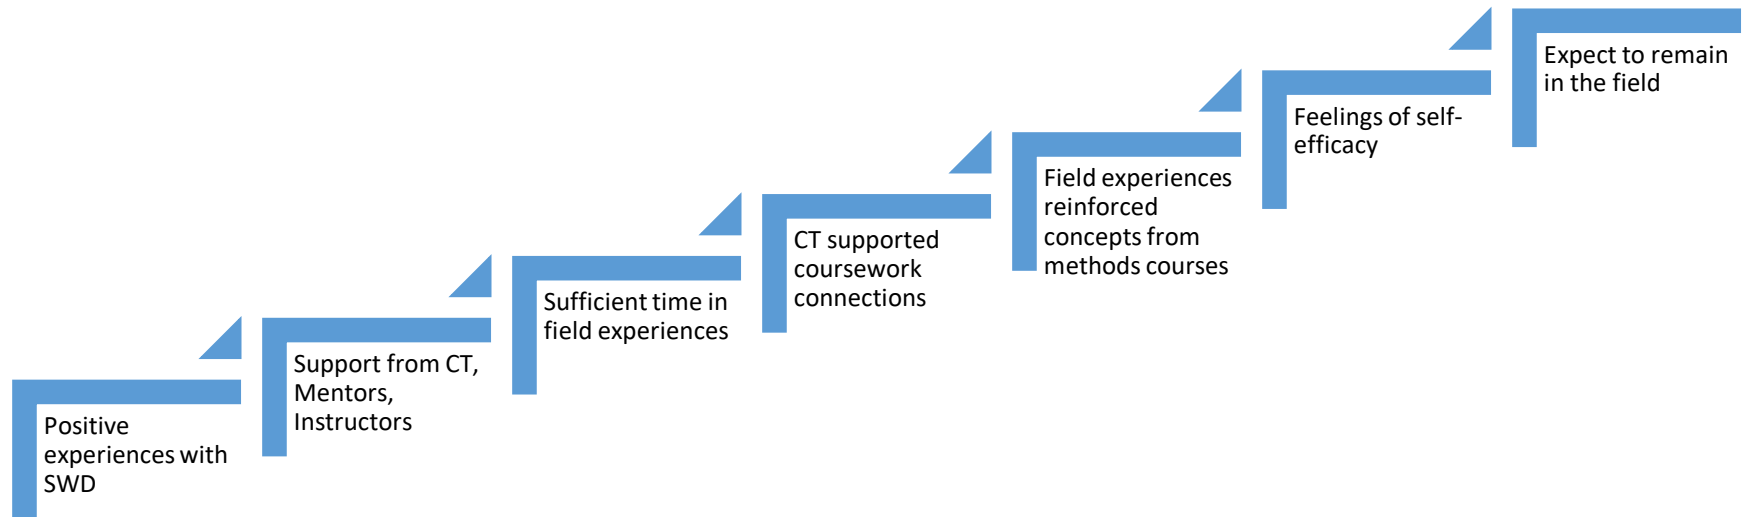 Positive
experiences with
SWD
Support from CT,
Mentors,
Instructors
Sufficient time in
field experiences
CT supported
coursework
connections
Field experiences
reinforced
concepts from
methods courses
Feelings of self-
efficacy
Expect to remain
in the field